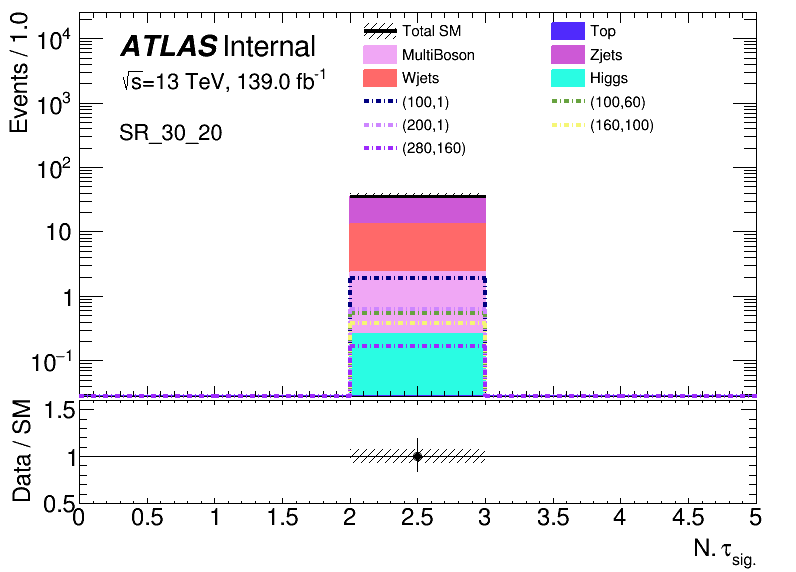 Events / 1.0
10⁴
10³
10²
10
1
10⁻¹
ATLAS Internal
√s=13 TeV, 139.0 fb⁻¹
SR_30_20
Total SM
Top
MultiBoson
Zjets
Wjets
Higgs
(100,1)
(100,60)
(200,1)
(160,100)
(280,160)
Data / SM
1.5
1
0.5
0 0.5 1 1.5 2 2.5 3 3.5 4 4.5 5
N. τsig.